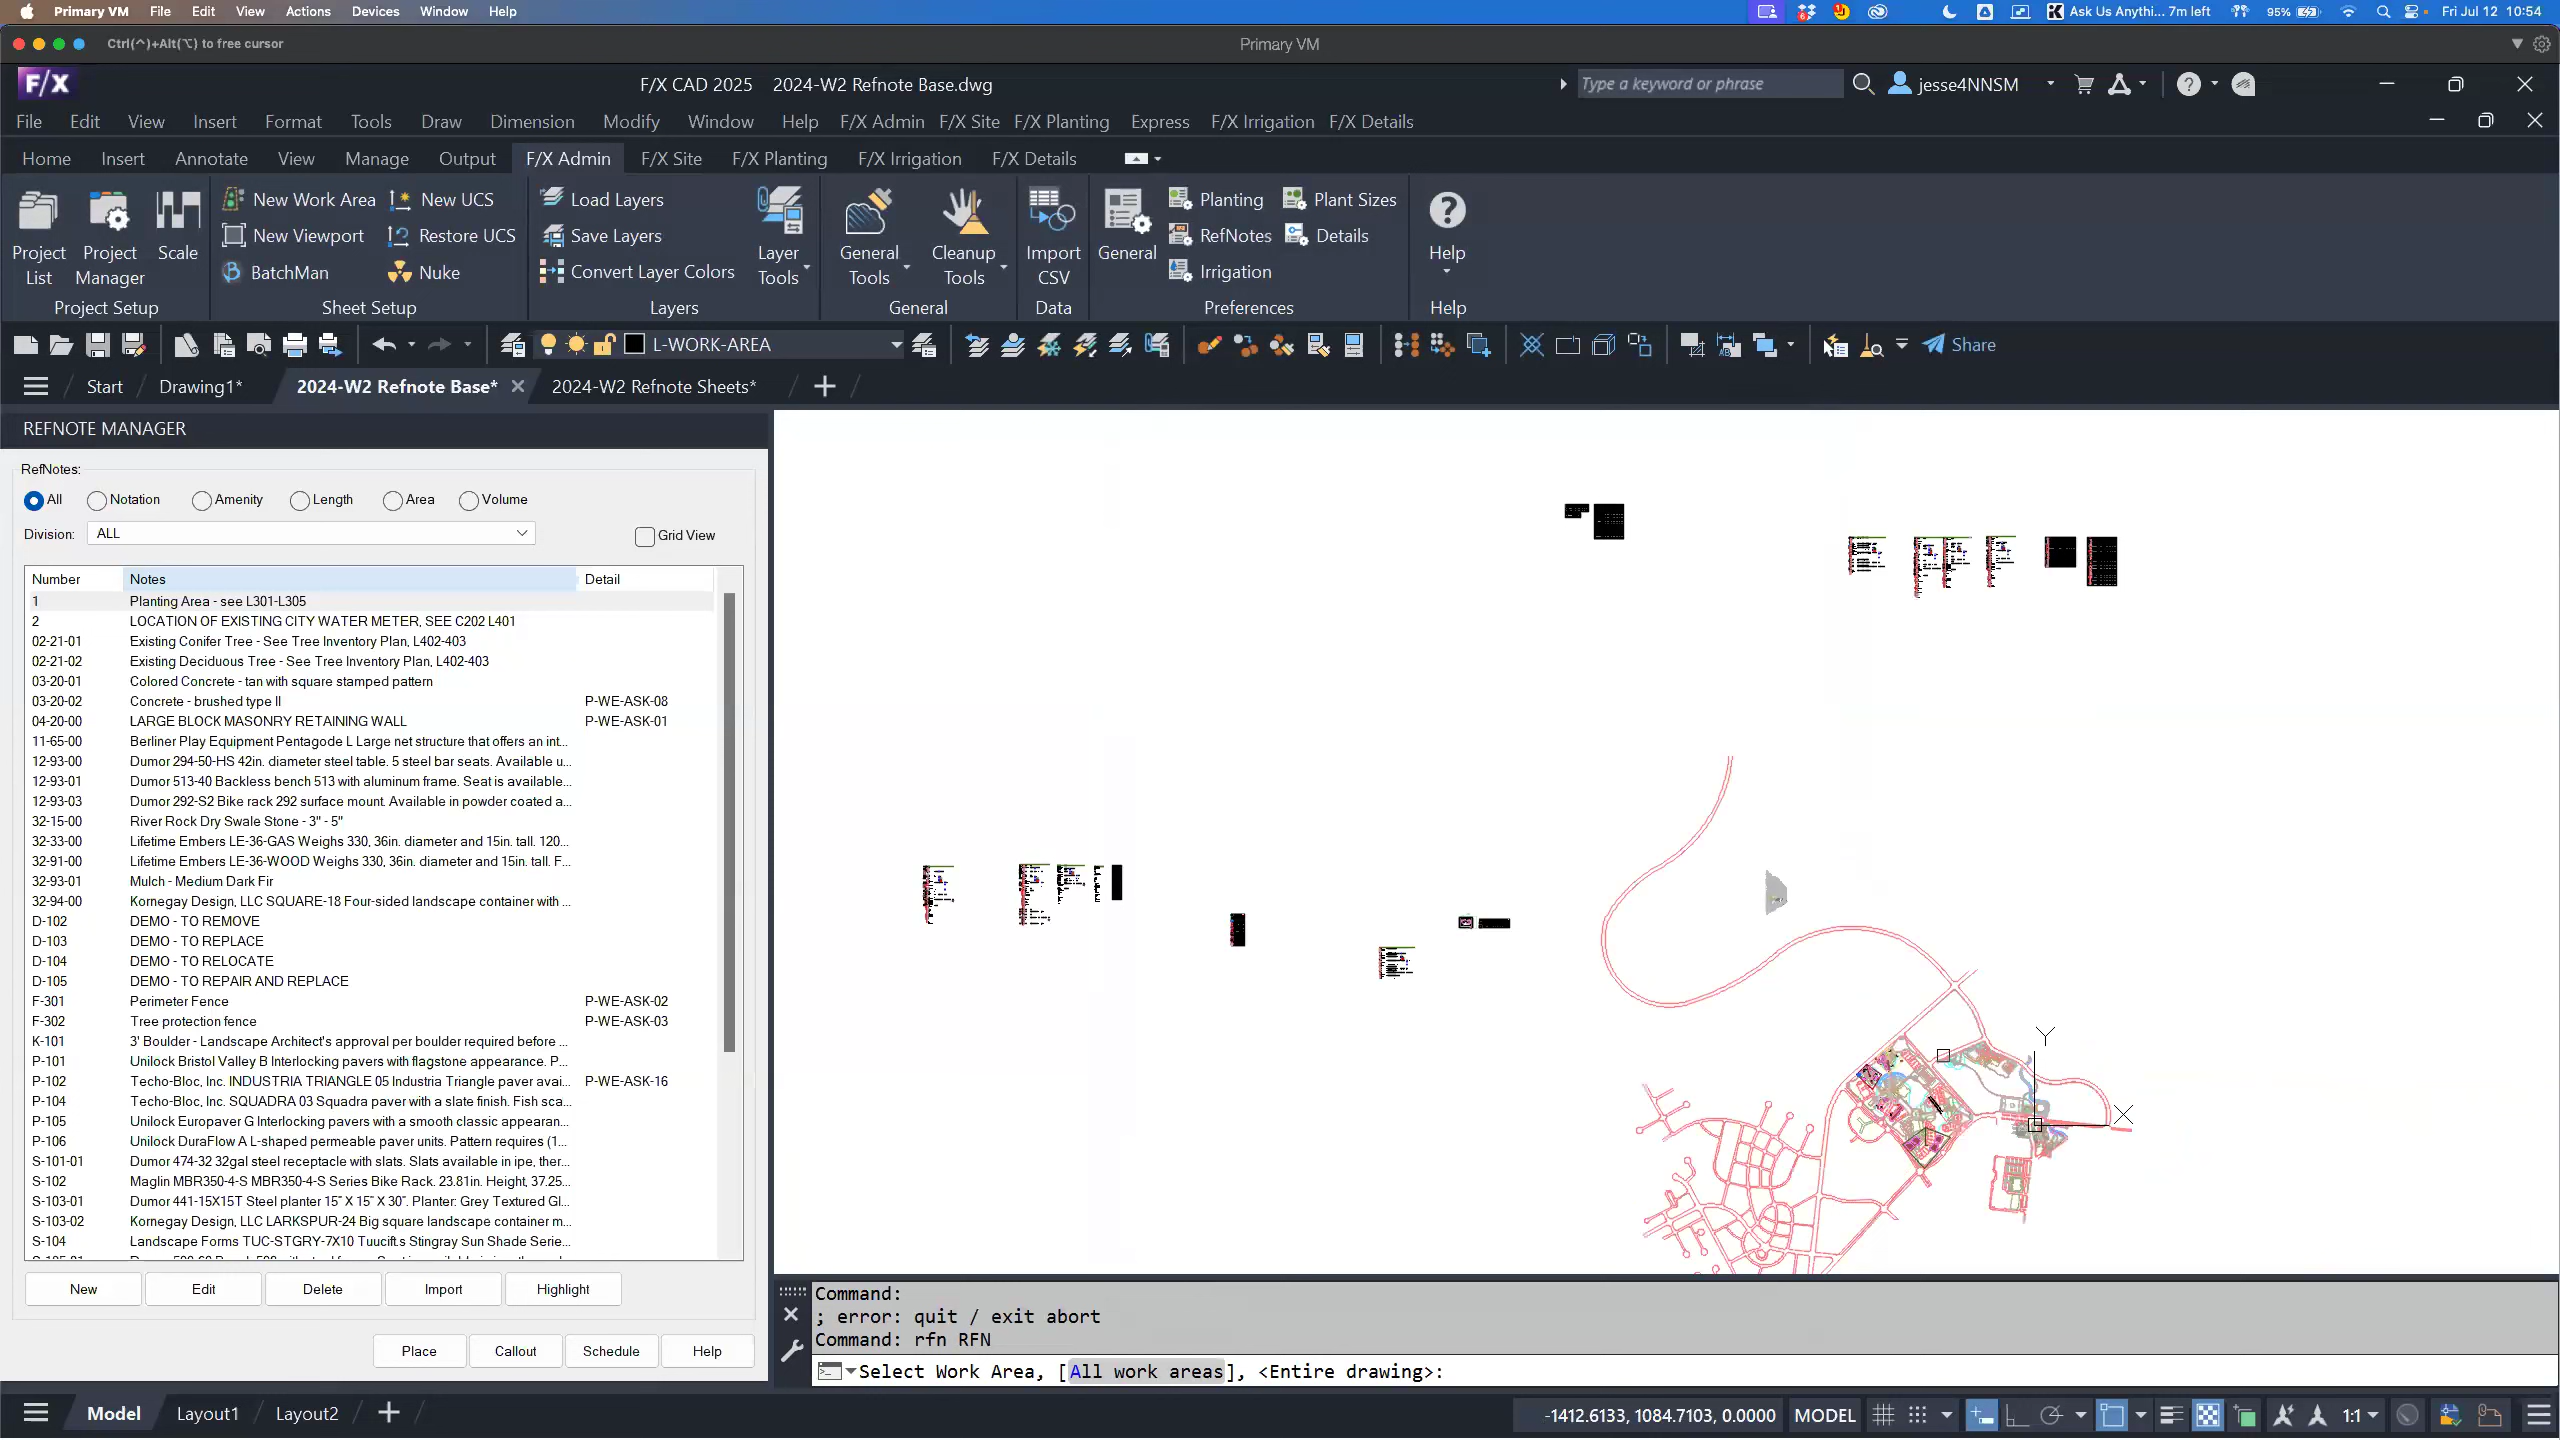 Primary VM File Edit View Actions Devices Window Help Ask Us Anythi... 7m left 95% Fri Jul 12 10:54
Ctrl(^)+Alt(⌥) to free cursor Primary VM
F/X F/X CAD 2025 2024-W2 Refnote Base.dwg Type a keyword or phrase jesse4NNSM
File Edit View Insert Format Tools Draw Dimension Modify Window Help F/X Admin F/X Site F/X Planting Express F/X Irrigation F/X Details
Home Insert Annotate View Manage Output F/X Admin F/X Site F/X Planting F/X Irrigation F/X Details
New Work Area New UCS Load Layers Planting Plant Sizes
New Viewport Restore UCS Save Layers RefNotes Details
Project List Project Manager Scale Layer Tools General Tools Cleanup Tools Import CSV General Help
BatchMan Nuke Convert Layer Colors Irrigation
Project Setup Sheet Setup Layers General Data Preferences Help
L-WORK-AREA Share
Start Drawing1* 2024-W2 Refnote Base* 2024-W2 Refnote Sheets*
REFNOTE MANAGER
RefNotes:
All Notation Amenity Length Area Volume
Division: ALL Grid View
Number Notes Detail
1 Planting Area - see L301-L305
2 LOCATION OF EXISTING CITY WATER METER, SEE C202 L401
02-21-01 Existing Conifer Tree - See Tree Inventory Plan, L402-403
02-21-02 Existing Deciduous Tree - See Tree Inventory Plan, L402-403
03-20-01 Colored Concrete - tan with square stamped pattern
03-20-02 Concrete - brushed type II P-WE-ASK-08
04-20-00 LARGE BLOCK MASONRY RETAINING WALL P-WE-ASK-01
11-65-00 Berliner Play Equipment Pentagode L Large net structure that offers an int...
12-93-00 Dumor 294-50-HS 42in. diameter steel table. 5 steel bar seats. Available u...
12-93-01 Dumor 513-40 Backless bench 513 with aluminum frame. Seat is available...
12-93-03 Dumor 292-S2 Bike rack 292 surface mount. Available in powder coated a...
32-15-00 River Rock Dry Swale Stone - 3" - 5"
32-33-00 Lifetime Embers LE-36-GAS Weighs 330, 36in. diameter and 15in. tall. 120...
32-91-00 Lifetime Embers LE-36-WOOD Weighs 330, 36in. diameter and 15in. tall. F...
32-93-01 Mulch - Medium Dark Fir
32-94-00 Kornegay Design, LLC SQUARE-18 Four-sided landscape container with ...
D-102 DEMO - TO REMOVE
D-103 DEMO - TO REPLACE
D-104 DEMO - TO RELOCATE
D-105 DEMO - TO REPAIR AND REPLACE
F-301 Perimeter Fence P-WE-ASK-02
F-302 Tree protection fence P-WE-ASK-03
K-101 3' Boulder - Landscape Architect's approval per boulder required before ...
P-101 Unilock Bristol Valley B Interlocking pavers with flagstone appearance. P...
P-102 Techo-Bloc, Inc. INDUSTRIA TRIANGLE 05 Industria Triangle paver avai... P-WE-ASK-16
P-104 Techo-Bloc, Inc. SQUADRA 03 Squadra paver with a slate finish. Fish sca...
P-105 Unilock Europaver G Interlocking pavers with a smooth classic appearan...
P-106 Unilock DuraFlow A L-shaped permeable paver units. Pattern requires (1...
S-101-01 Dumor 474-32 32gal steel receptacle with slats. Slats available in ipe, ther...
S-102 Maglin MBR350-4-S MBR350-4-S Series Bike Rack. 23.81in. Height, 37.25...
S-103-01 Dumor 441-15X15T Steel planter 15" X 15" X 30". Planter: Grey Textured Gl...
S-103-02 Kornegay Design, LLC LARKSPUR-24 Big square landscape container m...
S-104 Landscape Forms TUC-STGRY-7X10 Tuucift.s Stingray Sun Shade Serie...
New Edit Delete Import Highlight
Place Callout Schedule Help
Y
X
Command:
; error: quit / exit abort
Command: rfn RFN
Select Work Area, [All work areas], <Entire drawing>:
Model Layout1 Layout2 -1412.6133, 1084.7103, 0.0000 MODEL 1:1